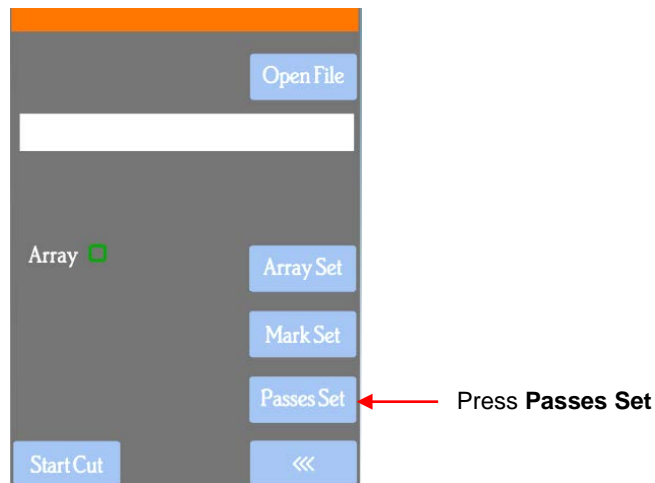 Open File
Array
Array Set
Mark Set
Passes Set
Press Passes Set
Start Cut
<<<